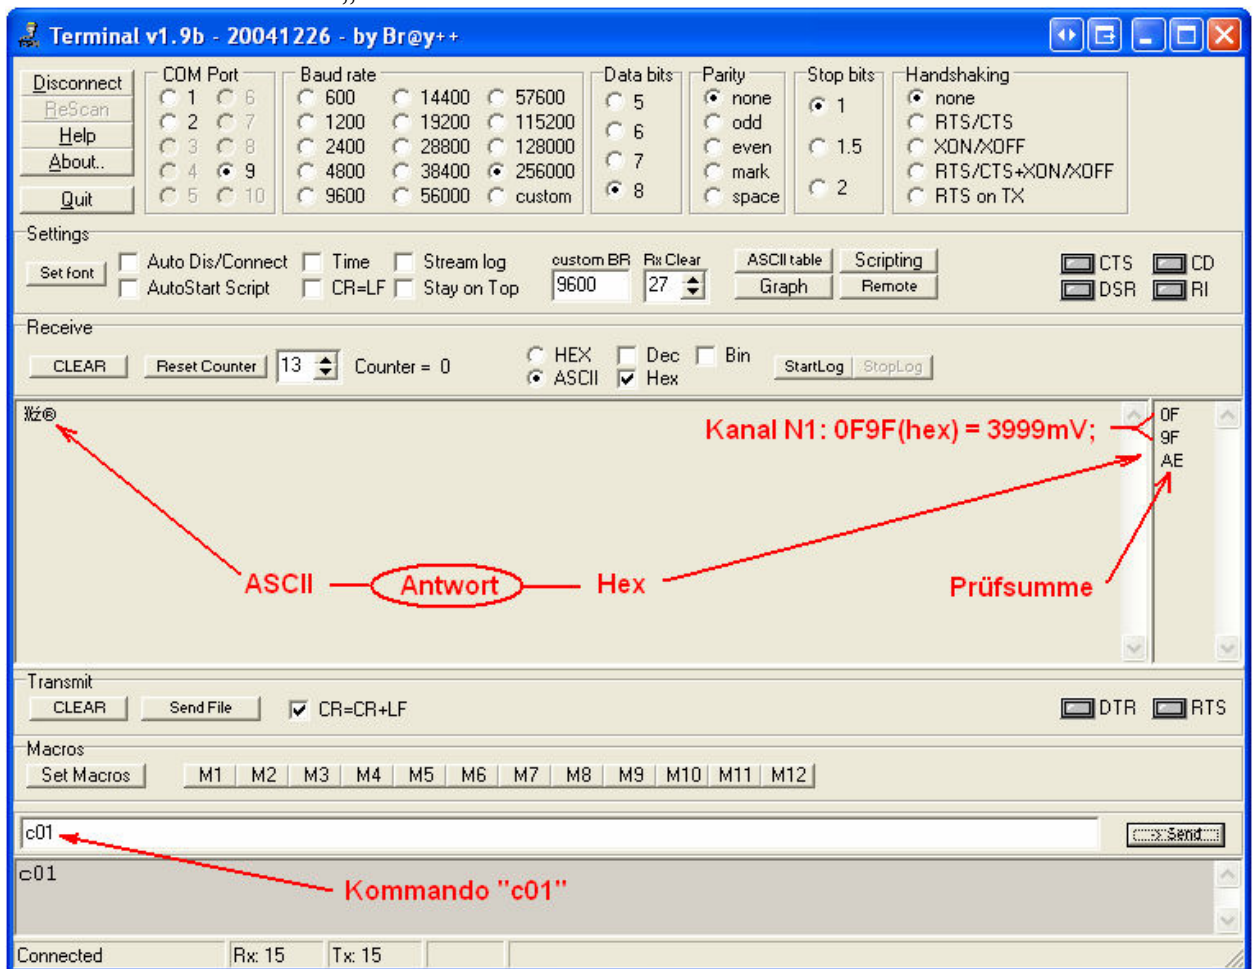 „
Terminal v1.9b - 20041226 - by Br@y++
Disconnect
ReScan
Help
About..
Quit
COM Port
1 6
2 7
3 8
4 9
5 10
Baud rate
600 14400 57600
1200 19200 115200
2400 28800 128000
4800 38400 256000
9600 56000 custom
Data bits
5
6
7
8
Parity
none
odd
even
mark
space
Stop bits
1
1.5
2
Handshaking
none
RTS/CTS
XON/XOFF
RTS/CTS+XON/XOFF
RTS on TX
Settings
Set font
Auto Dis/Connect Time Stream log
AutoStart Script CR=LF Stay on Top
custom BR Rx Clear
9600 27
ASCII table Scripting
Graph Remote
CTS CD
DSR RI
Receive
CLEAR Reset Counter 13 Counter = 0
HEX Dec Bin
ASCII Hex
StartLog StopLog
ź®
Kanal N1: 0F9F(hex) = 3999mV;
0F
9F
AE
ASCII Antwort Hex
Prüfsumme
Transmit
CLEAR Send File CR=CR+LF
DTR RTS
Macros
Set Macros M1 M2 M3 M4 M5 M6 M7 M8 M9 M10 M11 M12
c01
-> Send
c01
Kommando "c01"
Connected Rx: 15 Tx: 15